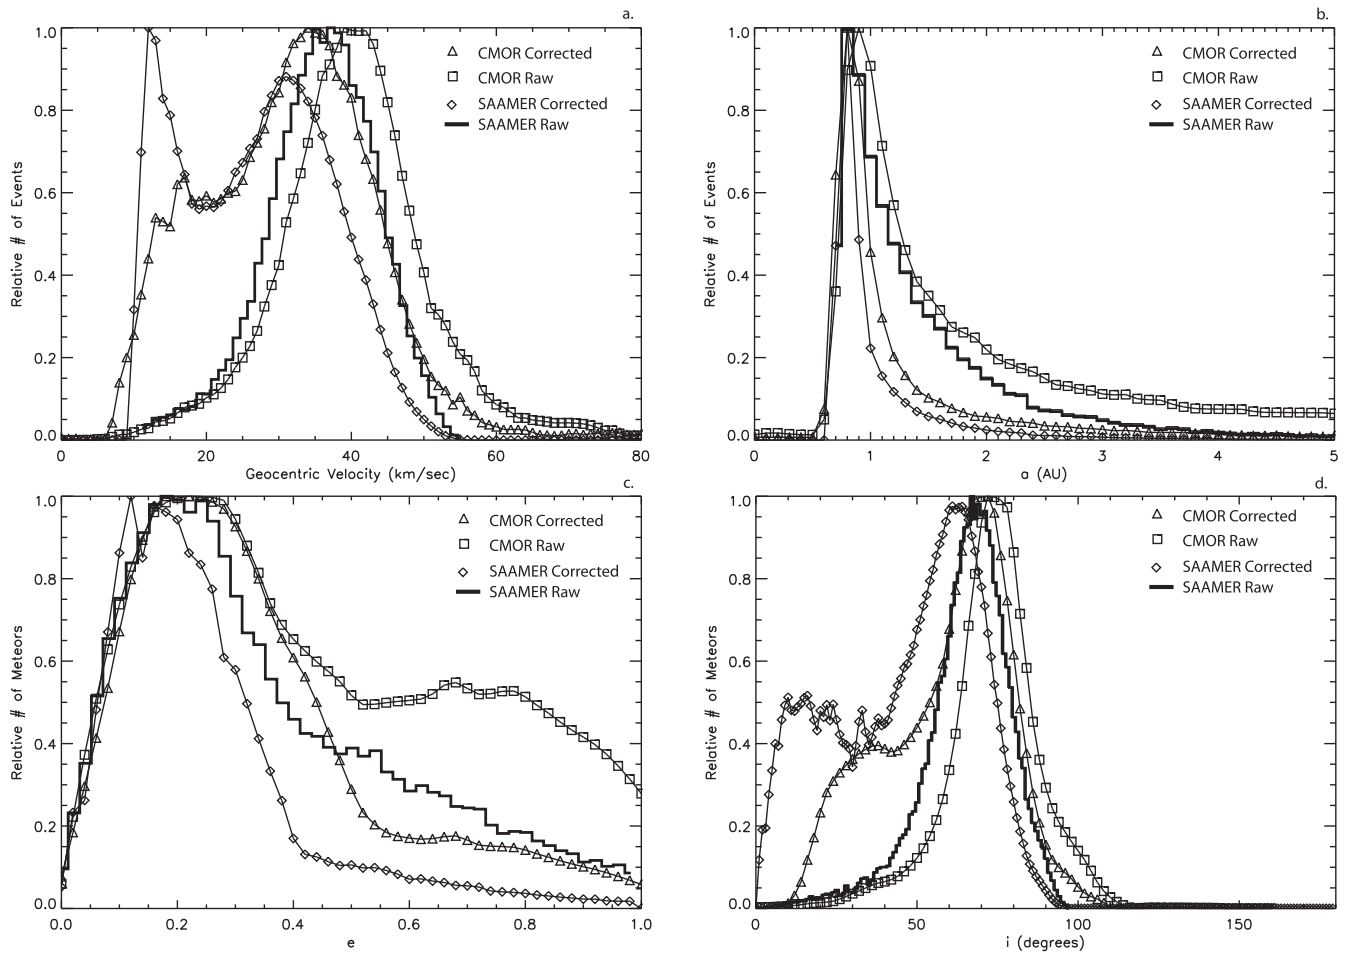 a.
1.0
0.8
0.6
0.4
0.2
0.0
Relative # of Events
CMOR Corrected
CMOR Raw
SAAMER Corrected
SAAMER Raw
0 20 40 60 80
Geocentric Velocity (km/sec)
b.
1.0
0.8
0.6
0.4
0.2
0.0
Relative # of Events
CMOR Corrected
CMOR Raw
SAAMER Corrected
SAAMER Raw
0 1 2 3 4 5
a (AU)
c.
1.0
0.8
0.6
0.4
0.2
0.0
Relative # of Meteors
CMOR Corrected
CMOR Raw
SAAMER Corrected
SAAMER Raw
0.0 0.2 0.4 0.6 0.8 1.0
e
d.
1.0
0.8
0.6
0.4
0.2
0.0
Relative # of Meteors
CMOR Corrected
CMOR Raw
SAAMER Corrected
SAAMER Raw
0 50 100 150
i (degrees)